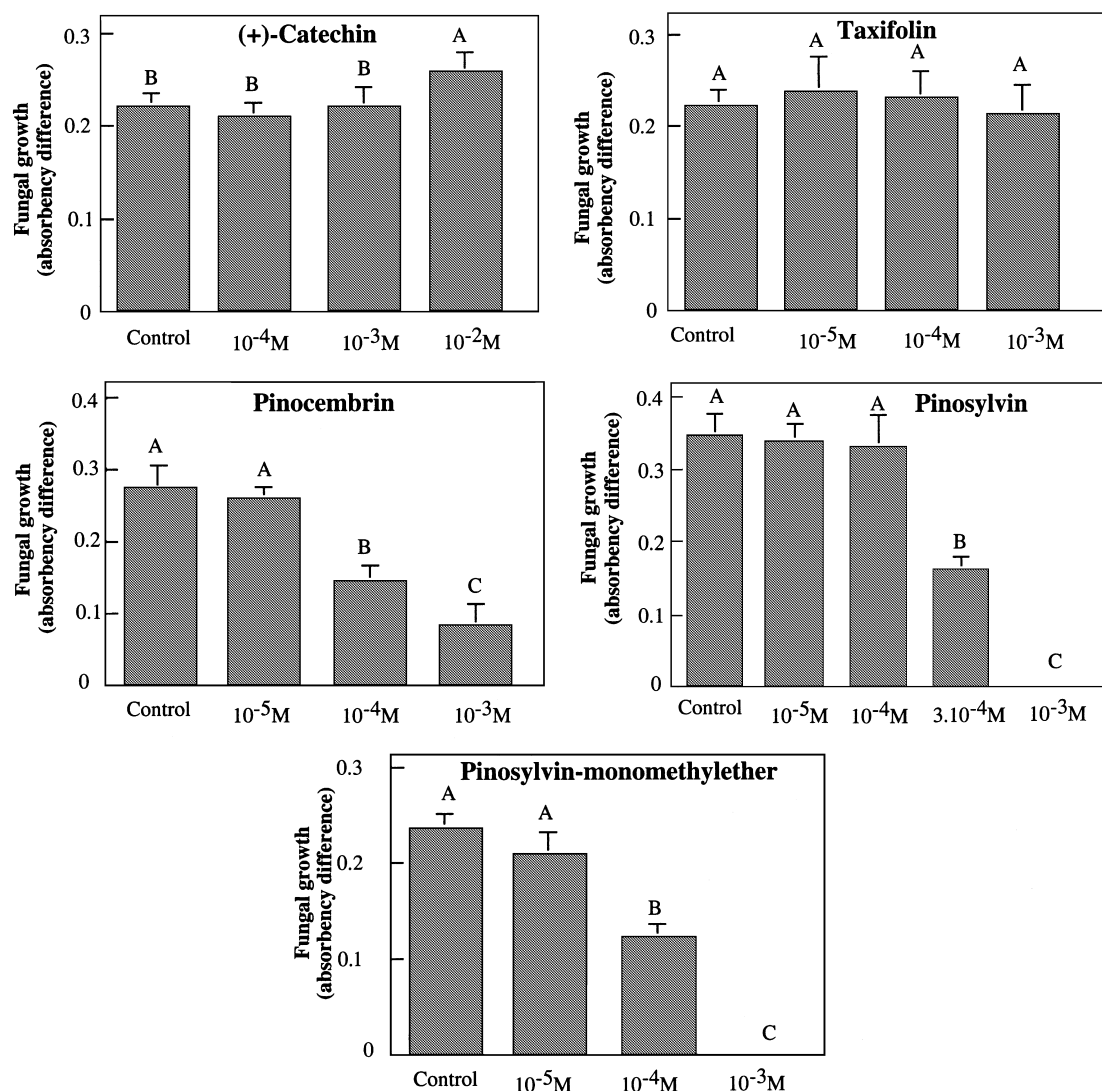 (+)-Catechin
Fungal growth
(absorbency difference)
0.3
0.2
0.1
0
B
B
B
A
Control
10⁻⁴M
10⁻³M
10⁻²M
Taxifolin
Fungal growth
(absorbency difference)
0.3
0.2
0.1
0
A
A
A
A
Control
10⁻⁵M
10⁻⁴M
10⁻³M
Pinocembrin
Fungal growth
(absorbency difference)
0.4
0.3
0.2
0.1
0
A
A
B
C
Control
10⁻⁵M
10⁻⁴M
10⁻³M
Pinosylvin
Fungal growth
(absorbency difference)
0.4
0.3
0.2
0.1
0
A
A
A
B
C
Control
10⁻⁵M
10⁻⁴M
3.10⁻⁴M
10⁻³M
Pinosylvin-monomethylether
Fungal growth
(absorbency difference)
0.3
0.2
0.1
0
A
A
B
C
Control
10⁻⁵M
10⁻⁴M
10⁻³M